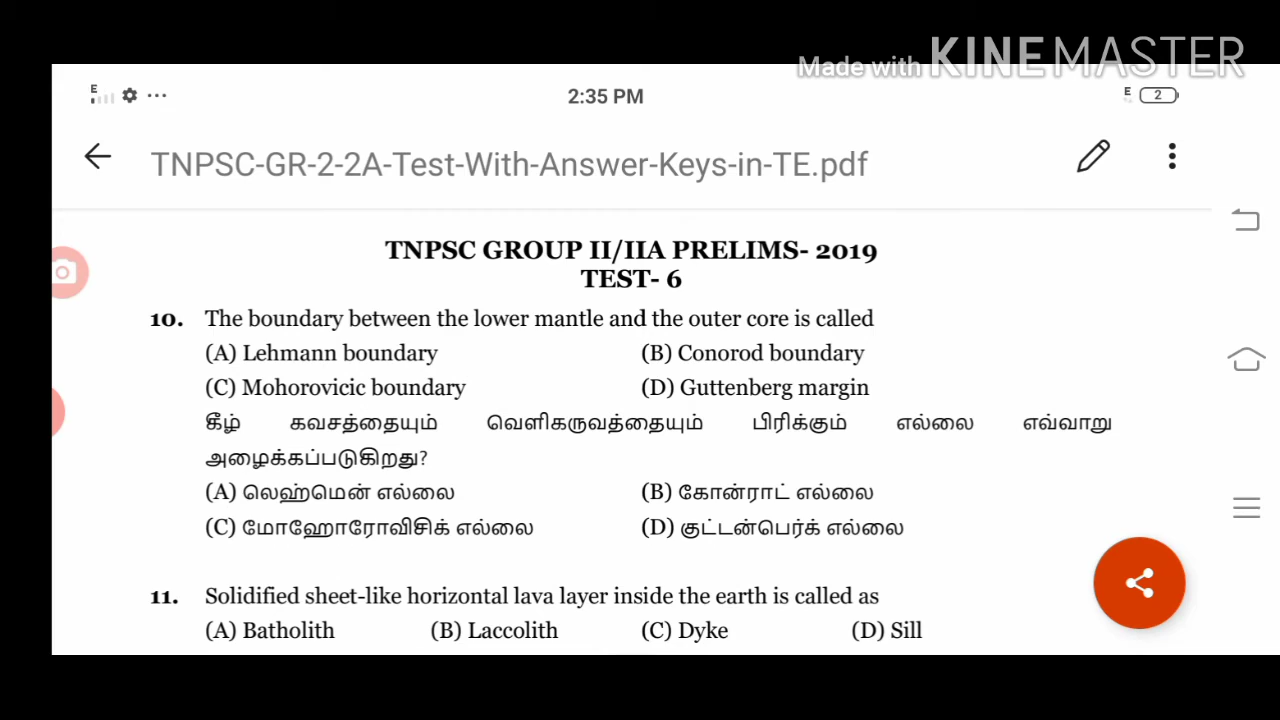 Made with KINEMASTER
E 2:35 PM E 2
TNPSC-GR-2-2A-Test-With-Answer-Keys-in-TE.pdf
TNPSC GROUP II/IIA PRELIMS- 2019
TEST- 6
10. The boundary between the lower mantle and the outer core is called
(A) Lehmann boundary (B) Conorod boundary
(C) Mohorovicic boundary (D) Guttenberg margin
கீழ் கவசத்தையும் வெளிகருவத்தையும் பிரிக்கும் எல்லை எவ்வாறு
அழைக்கப்படுகிறது?
(A) லெஹ்மென் எல்லை (B) கோன்ராட் எல்லை
(C) மோஹோரோவிசிக் எல்லை (D) குட்டன்பெர்க் எல்லை
11. Solidified sheet-like horizontal lava layer inside the earth is called as
(A) Batholith (B) Laccolith (C) Dyke (D) Sill